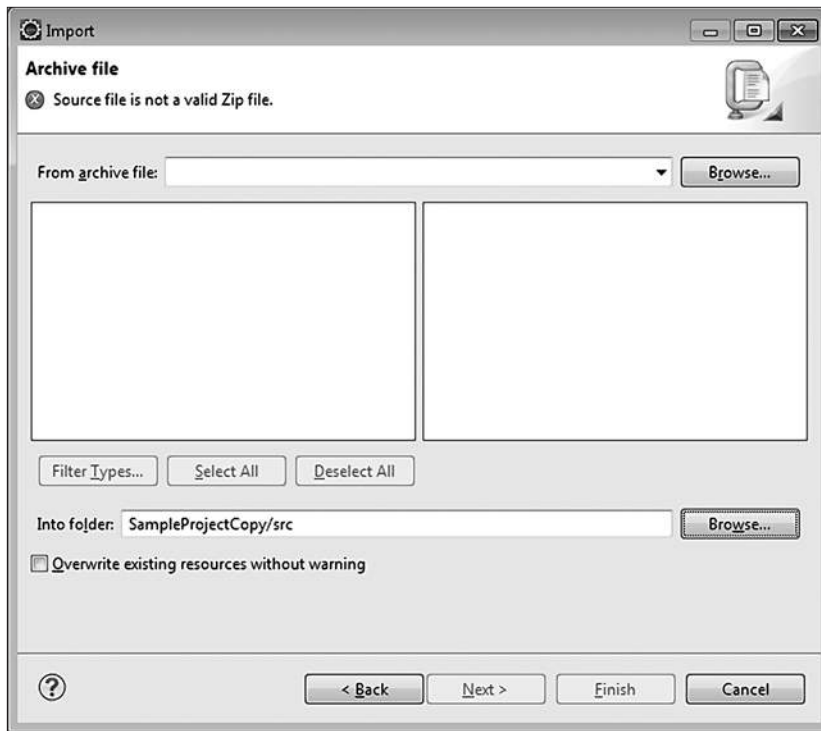 Import
Archive file
Source file is not a valid Zip file.
From archive file:
Browse...
Filter Types...
Select All
Deselect All
Into folder: SampleProjectCopy/src
Browse...
Overwrite existing resources without warning
?
< Back
Next >
Finish
Cancel